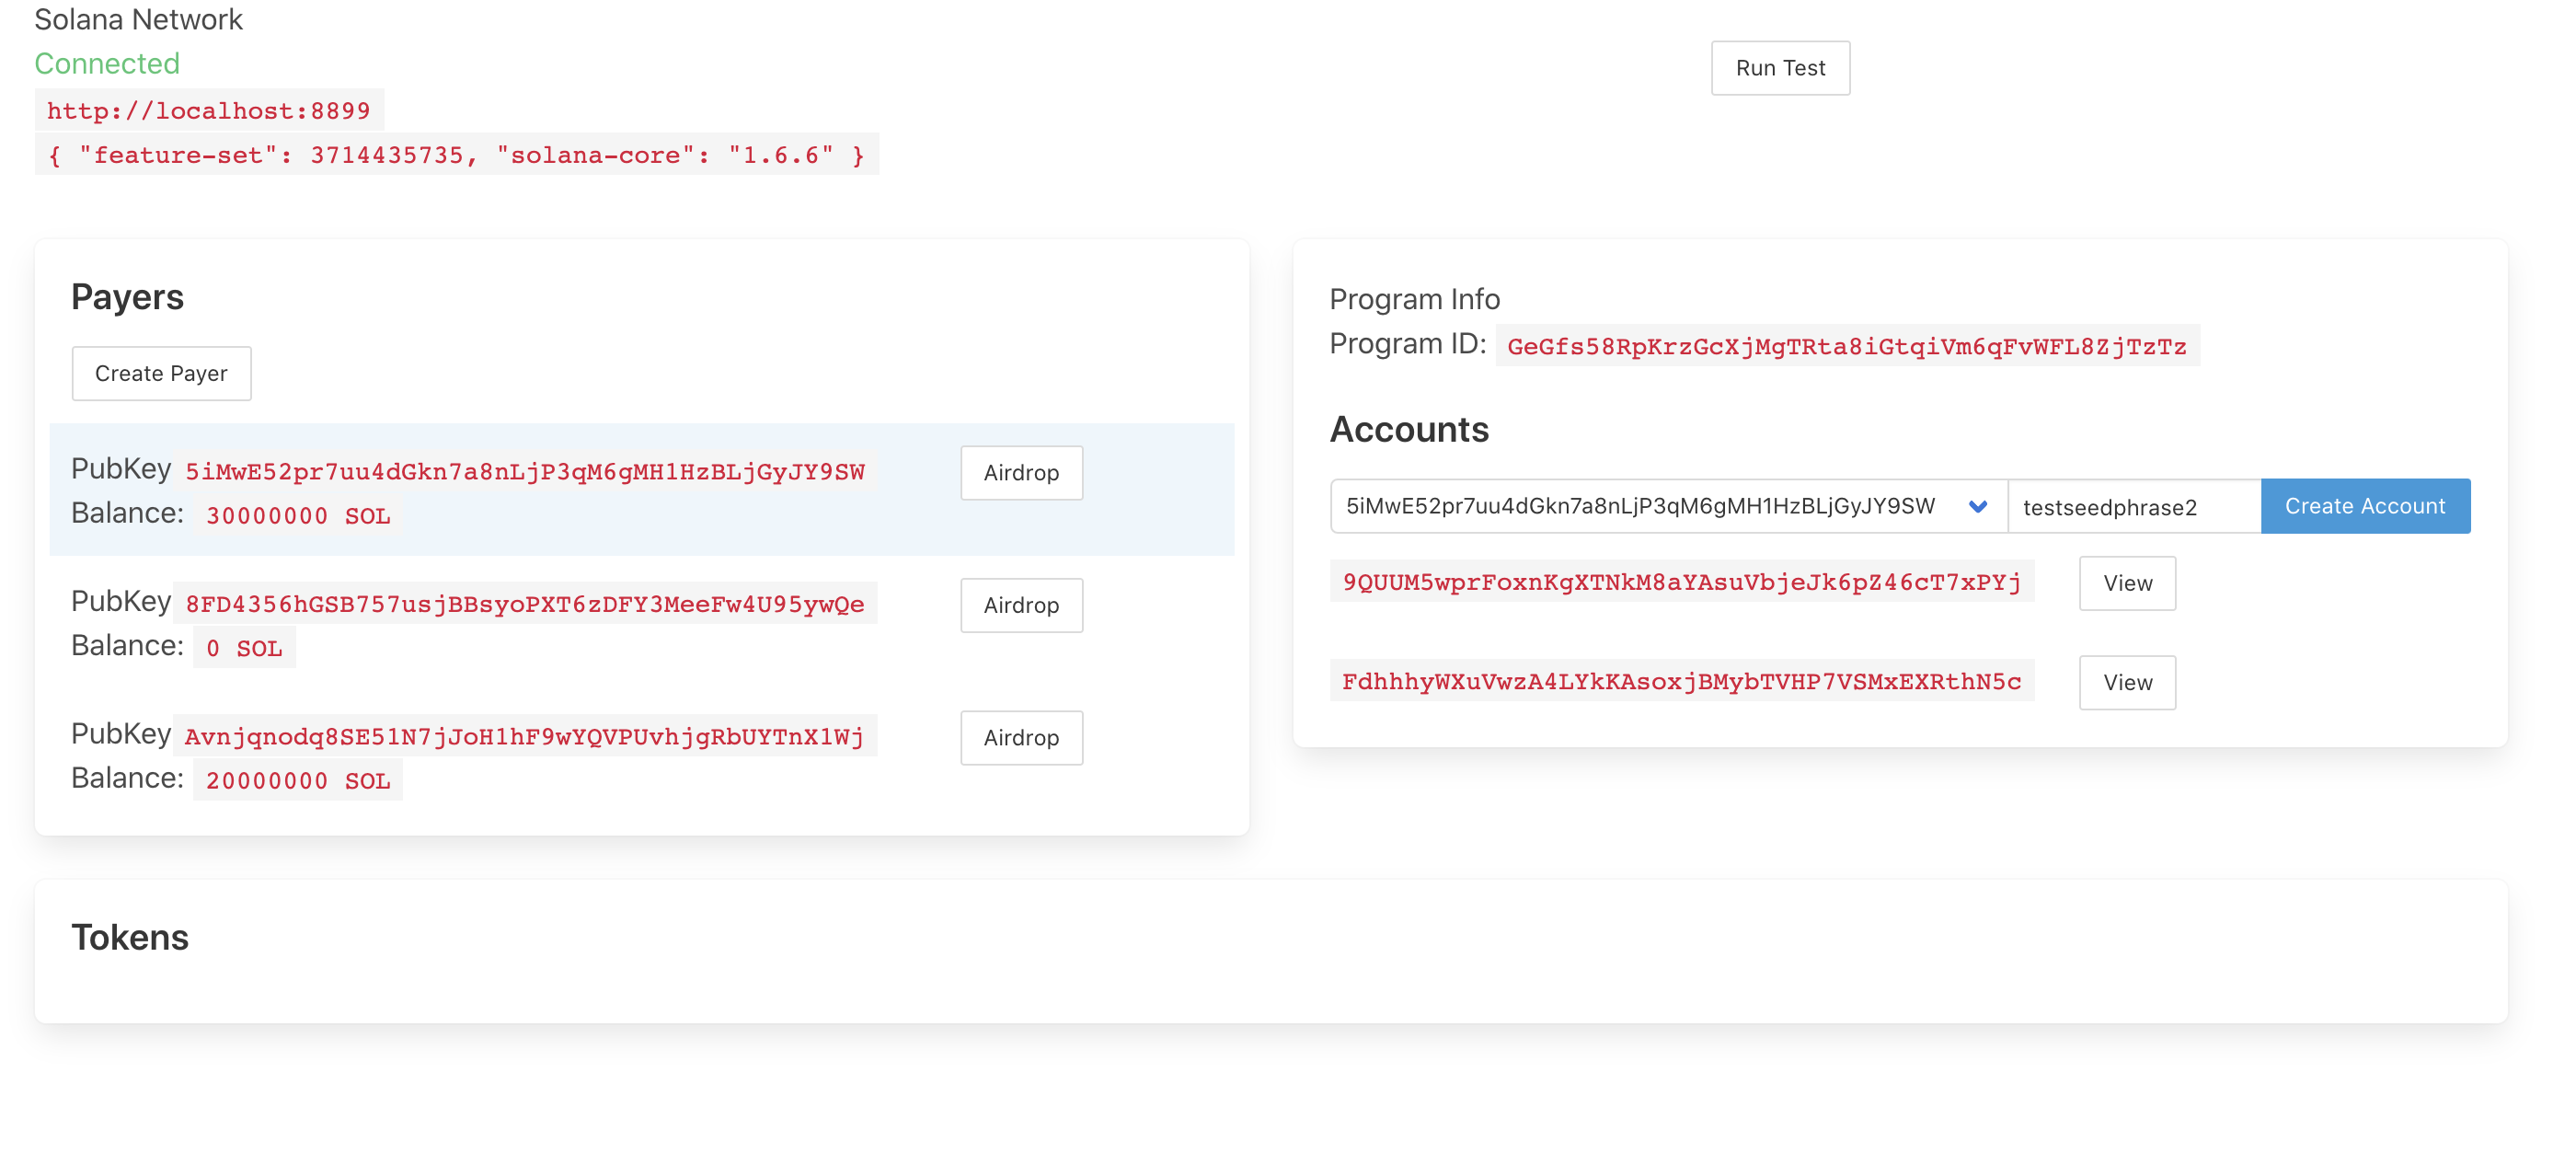 Solana Network
Connected
http://localhost:8899
{ "feature-set": 3714435735, "solana-core": "1.6.6" }
Run Test
Payers
Create Payer
PubKey 5iMwE52pr7uu4dGkn7a8nLjP3qM6gMH1HzBLjGyJY9SW
Airdrop
Balance: 30000000 SOL
PubKey 8FD4356hGSB757usjBBsyoPXT6zDFY3MeeFw4U95ywQe
Airdrop
Balance: 0 SOL
PubKey Avnjqnodq8SE51N7jJoH1hF9wYQVPUvhjgRbUYTnX1Wj
Airdrop
Balance: 20000000 SOL
Program Info
Program ID: GeGfs58RpKrzGcXjMgTRta8iGtqiVm6qFvWFL8ZjTzTz
Accounts
5iMwE52pr7uu4dGkn7a8nLjP3qM6gMH1HzBLjGyJY9SW
testseedphrase2
Create Account
9QUUM5wprFoxnKgXTNkM8aYAsuVbjeJk6pZ46cT7xPYj
View
FdhhhyWXuVwzA4LYkKAsoxjBMybTVHP7VSMxEXRthN5c
View
Tokens